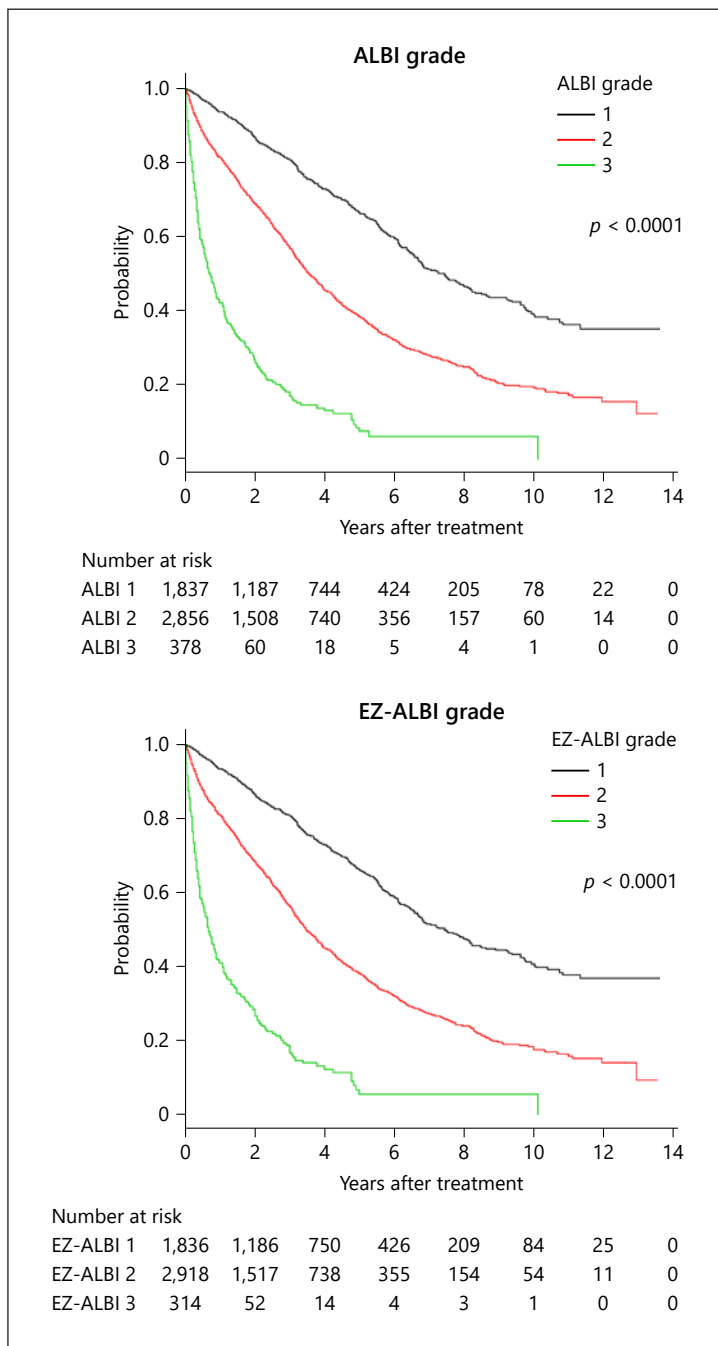 ALBI grade
ALBI grade
1
2
3
p < 0.0001
Probability
1.0
0.8
0.6
0.4
0.2
0
0 2 4 6 8 10 12 14
Years after treatment
Number at risk
ALBI 1 1,837 1,187 744 424 205 78 22 0
ALBI 2 2,856 1,508 740 356 157 60 14 0
ALBI 3 378 60 18 5 4 1 0 0
EZ-ALBI grade
EZ-ALBI grade
1
2
3
p < 0.0001
Probability
1.0
0.8
0.6
0.4
0.2
0
0 2 4 6 8 10 12 14
Years after treatment
Number at risk
EZ-ALBI 1 1,836 1,186 750 426 209 84 25 0
EZ-ALBI 2 2,918 1,517 738 355 154 54 11 0
EZ-ALBI 3 314 52 14 4 3 1 0 0